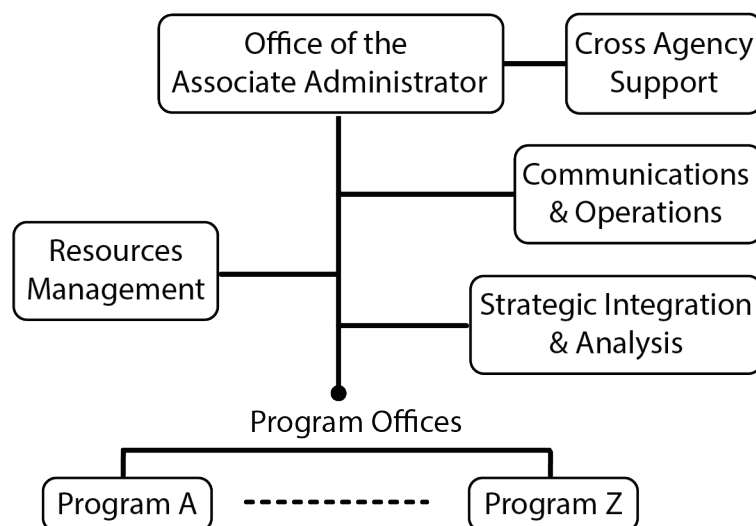 Office of the
Associate Administrator
Cross Agency
Support
Communications
& Operations
Resources
Management
Strategic Integration
& Analysis
Program Offices
Program A
Program Z